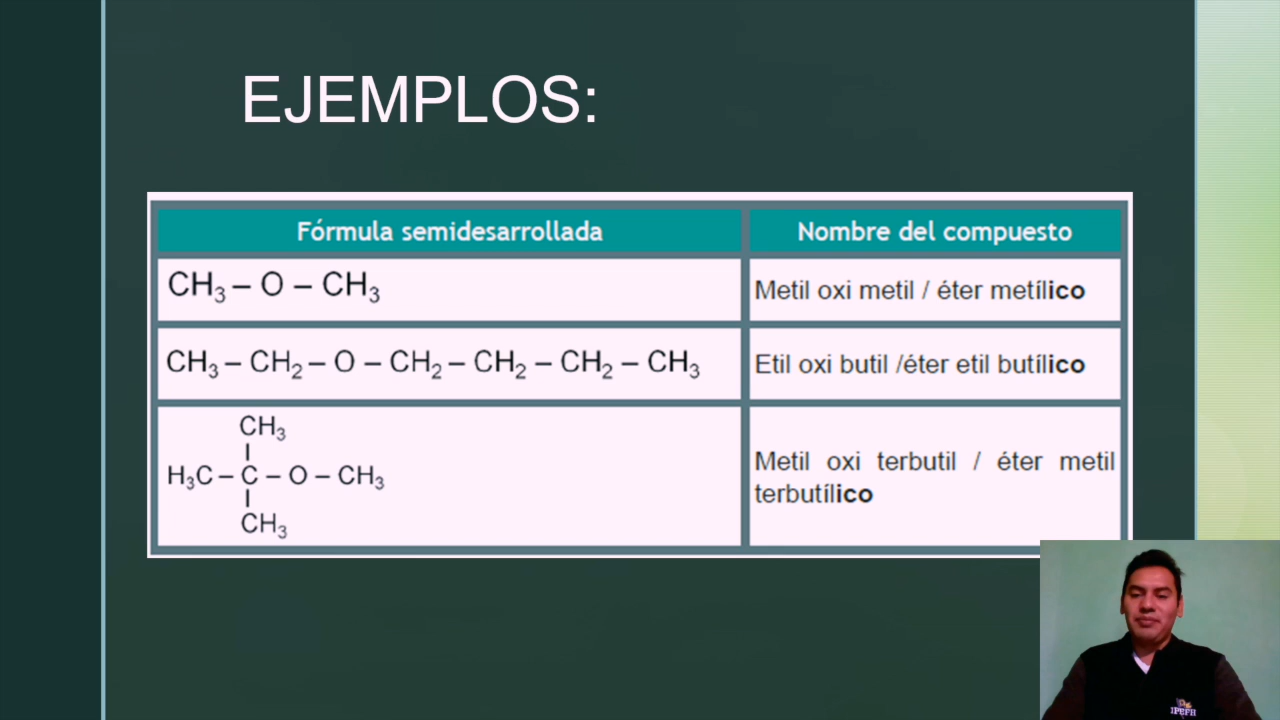 EJEMPLOS:
Fórmula semidesarrollada
Nombre del compuesto
CH₃ – O – CH₃
Metil oxi metil / éter metílico
CH₃ – CH₂ – O – CH₂ – CH₂ – CH₂ – CH₃
Etil oxi butil /éter etil butílico
CH₃
|
H₃C – C – O – CH₃
|
CH₃
Metil oxi terbutil / éter metil
terbutílico
IPEFH